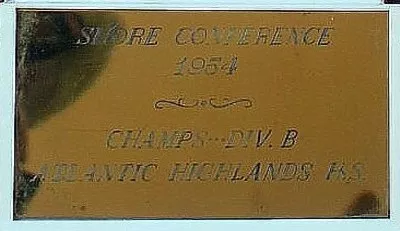 SHORE CONFERENCE
1954
CHAMPS--DIV. B
ATLANTIC HIGHLANDS H.S.